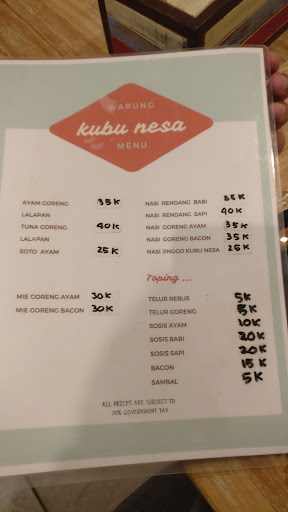 WARUNG
kubu nesa
MENU
AYAM GORENG 35K
LALAPAN
TUNA GORENG 40K
LALAPAN
SOTO AYAM 25K
MIE GORENG AYAM 30K
MIE GORENG BACON 30K
NASI RENDANG BABI 35K
NASI RENDANG SAPI 40K
NASI GORENG AYAM 35K
NASI GORENG BACON 35K
NASI JINGGO KUBU NESA 25K
Toping ...
TELUR REBUS 5K
TELUR GORENG 5K
SOSIS AYAM 10K
SOSIS BABI 20K
SOSIS SAPI 20K
BACON 15K
SAMBAL 5K
ALL PRICES ARE SUBJECT TO
10% GOVERNMENT TAX